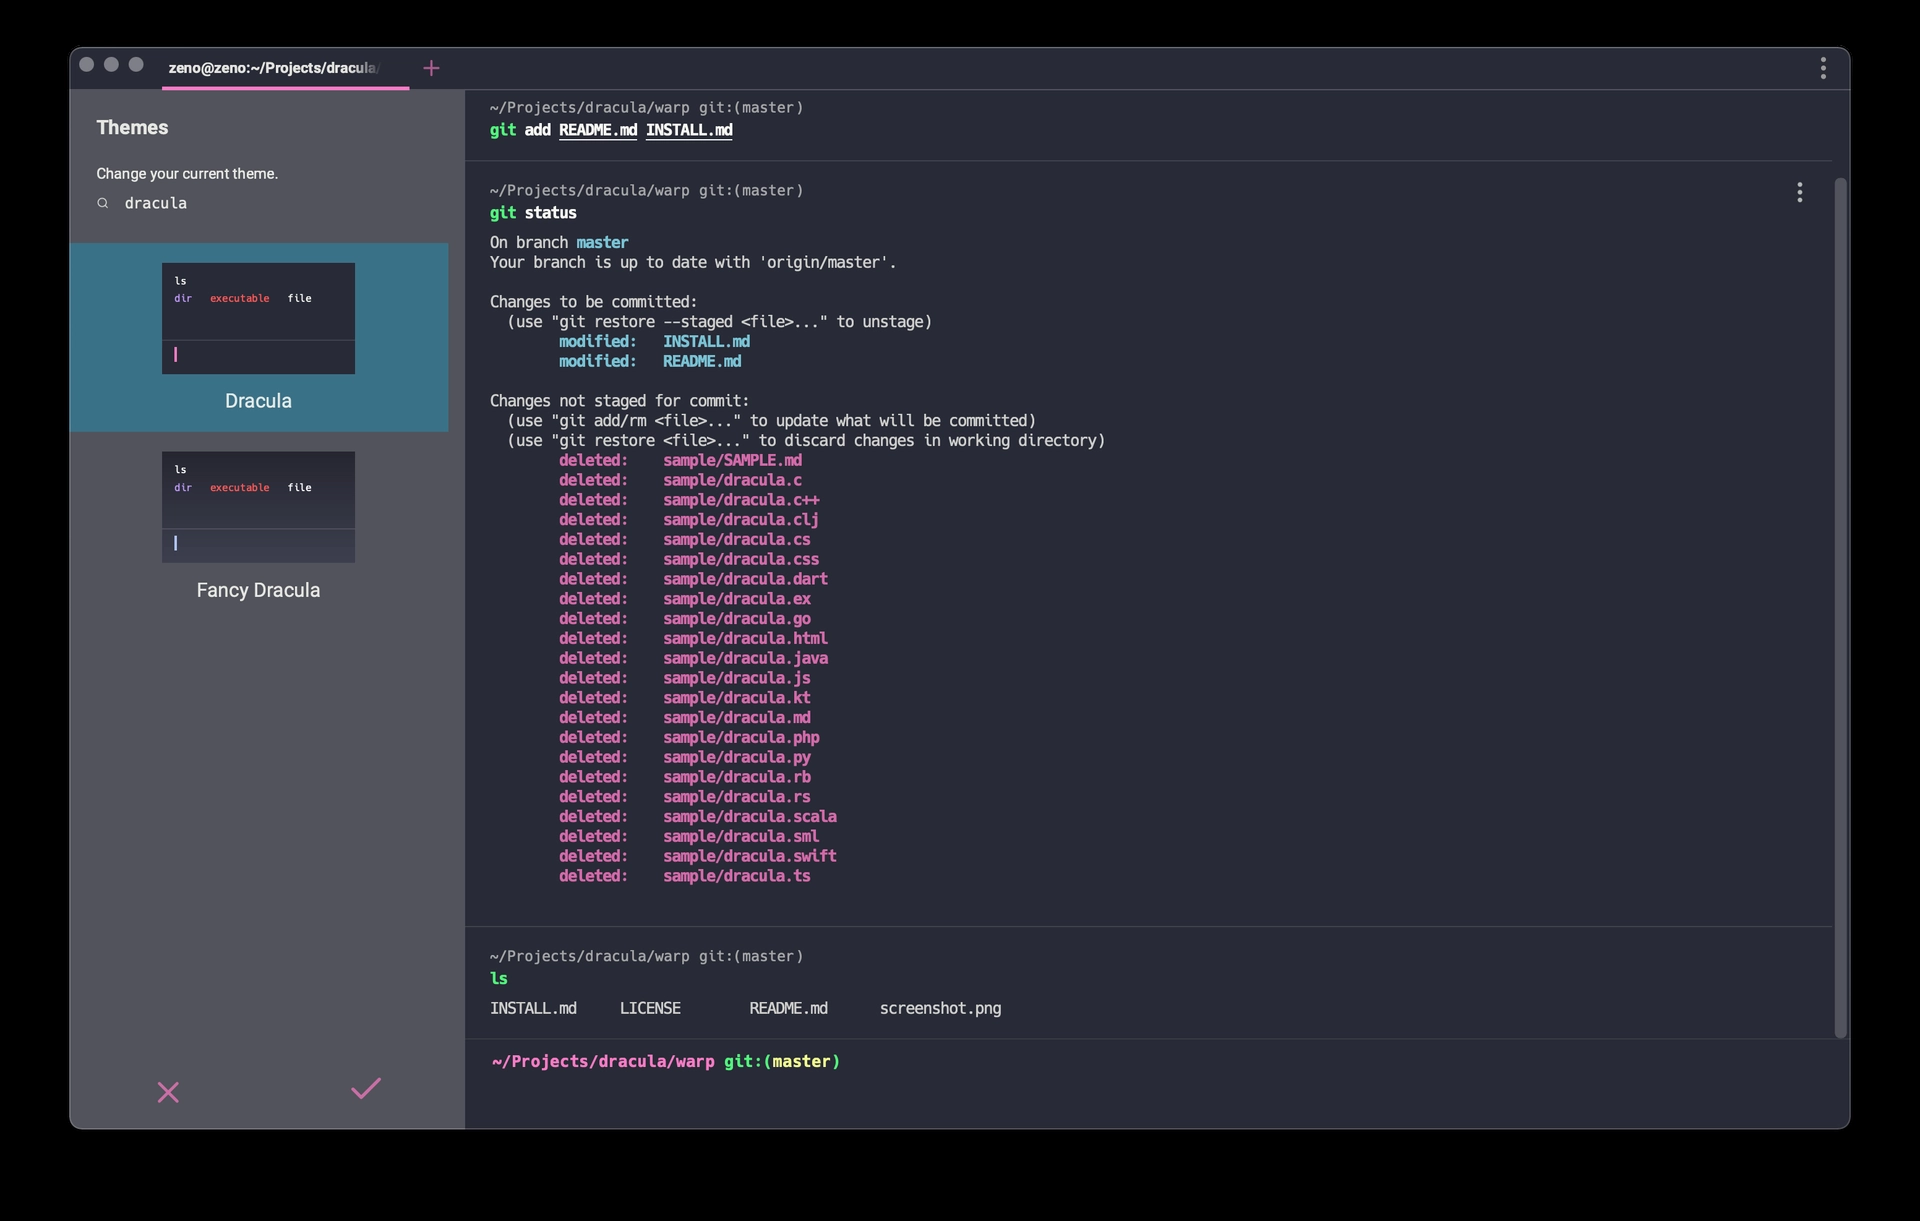 zeno@zeno:~/Projects/dracula/
Themes
Change your current theme.
dracula
ls
dir executable file
Dracula
ls
dir executable file
Fancy Dracula
~/Projects/dracula/warp git:(master)
git add README.md INSTALL.md
~/Projects/dracula/warp git:(master)
git status
On branch master
Your branch is up to date with 'origin/master'.
Changes to be committed:
(use "git restore --staged <file>..." to unstage)
modified: INSTALL.md
modified: README.md
Changes not staged for commit:
(use "git add/rm <file>..." to update what will be committed)
(use "git restore <file>..." to discard changes in working directory)
deleted: sample/SAMPLE.md
deleted: sample/dracula.c
deleted: sample/dracula.c++
deleted: sample/dracula.clj
deleted: sample/dracula.cs
deleted: sample/dracula.css
deleted: sample/dracula.dart
deleted: sample/dracula.ex
deleted: sample/dracula.go
deleted: sample/dracula.html
deleted: sample/dracula.java
deleted: sample/dracula.js
deleted: sample/dracula.kt
deleted: sample/dracula.md
deleted: sample/dracula.php
deleted: sample/dracula.py
deleted: sample/dracula.rb
deleted: sample/dracula.rs
deleted: sample/dracula.scala
deleted: sample/dracula.sml
deleted: sample/dracula.swift
deleted: sample/dracula.ts
~/Projects/dracula/warp git:(master)
ls
INSTALL.md LICENSE README.md screenshot.png
~/Projects/dracula/warp git:(master)